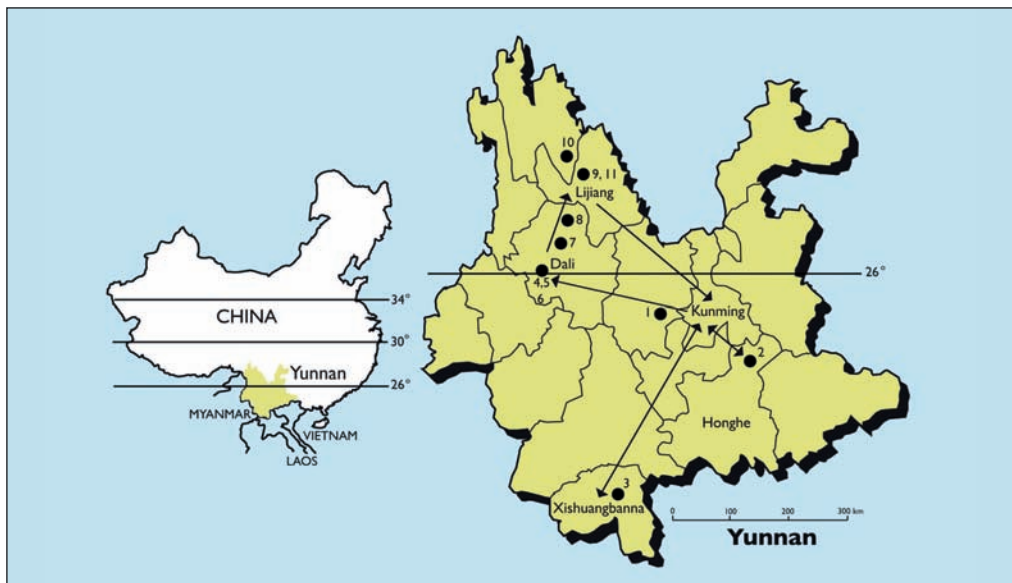 34°
CHINA
30°
Yunnan
26°
MYANMAR
VIETNAM
LAOS
10
9, 11
Lijiang
8
7
Dali
26°
4,5
6
1
Kunming
2
Honghe
3
Xishuangbanna
0 100 200 300 km
Yunnan